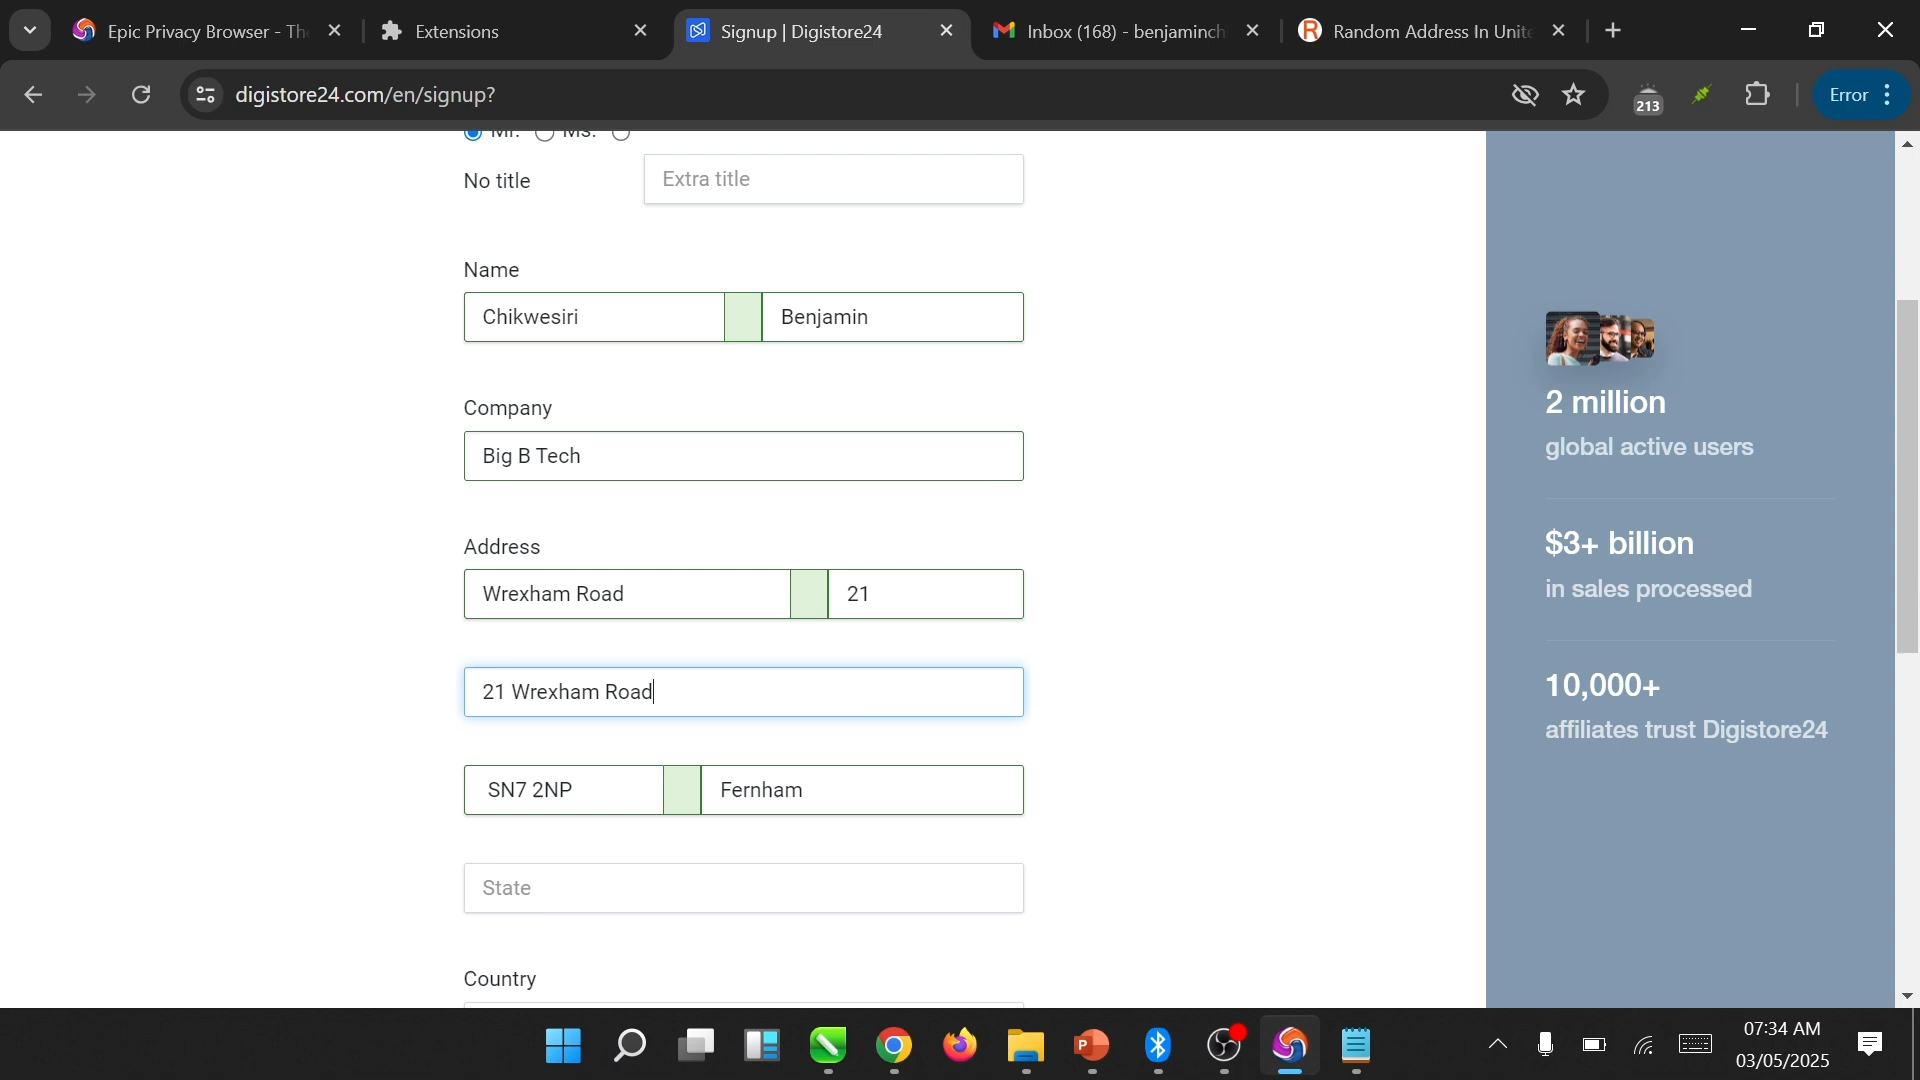 Epic Privacy Browser - Th
Extensions
Signup | Digistore24
Inbox (168) - benjaminch
Random Address In Unite
digistore24.com/en/signup?
213
Error
Mr.
Ms.
No title
Extra title
Name
Chikwesiri
Benjamin
Company
Big B Tech
Address
Wrexham Road
21
21 Wrexham Road
SN7 2NP
Fernham
State
Country
2 million
global active users
$3+ billion
in sales processed
10,000+
affiliates trust Digistore24
07:34 AM
03/05/2025